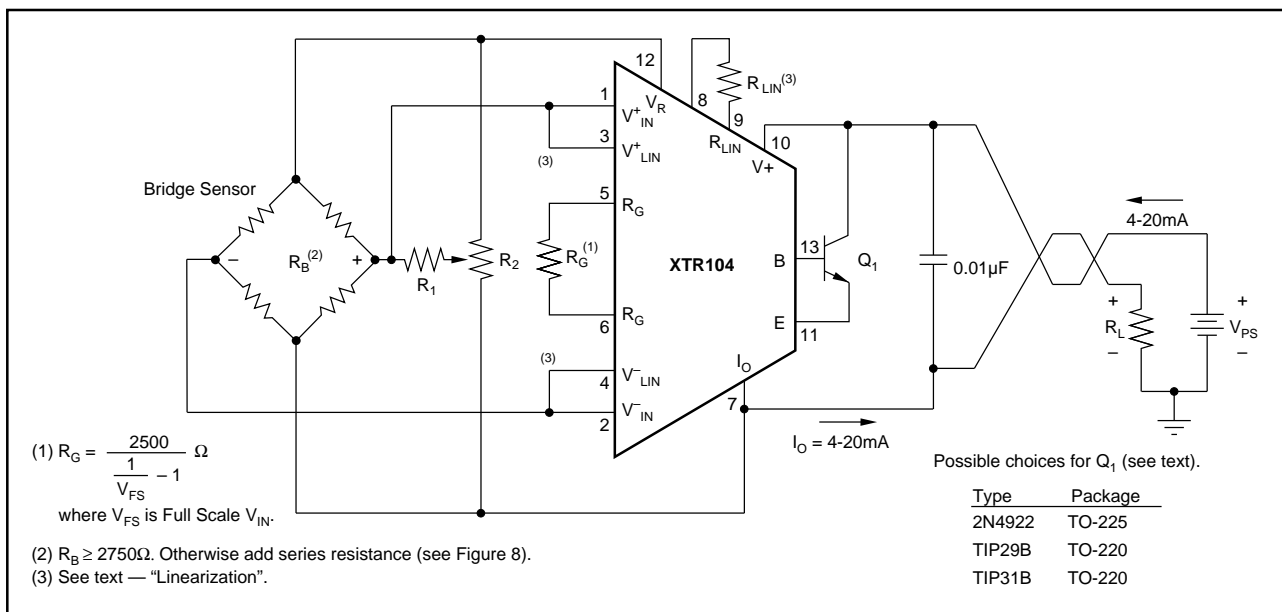 12
1
V+IN
VR
8
RLIN(3)
9
RLIN
3
V+LIN
(3)
10
V+
Bridge Sensor
5
RG
4-20mA
–
RB(2)
+
R1
R2
RG(1)
XTR104
13
B
Q1
0.01µF
RG
6
E
11
+
RL
–
+
VPS
–
(3)
4
V–LIN
IO
V–IN
2
7
IO = 4-20mA
(1) RG = 2500 / (1/VFS – 1) Ω
where VFS is Full Scale VIN.
(2) RB ≥ 2750Ω. Otherwise add series resistance (see Figure 8).
(3) See text — “Linearization”.
Possible choices for Q1 (see text).
Type Package
2N4922 TO-225
TIP29B TO-220
TIP31B TO-220